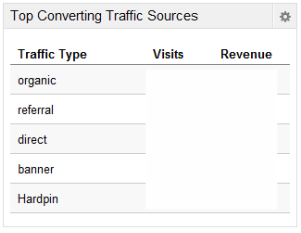 Top Converting Traffic Sources
Traffic Type Visits Revenue
organic
referral
direct
banner
Hardpin